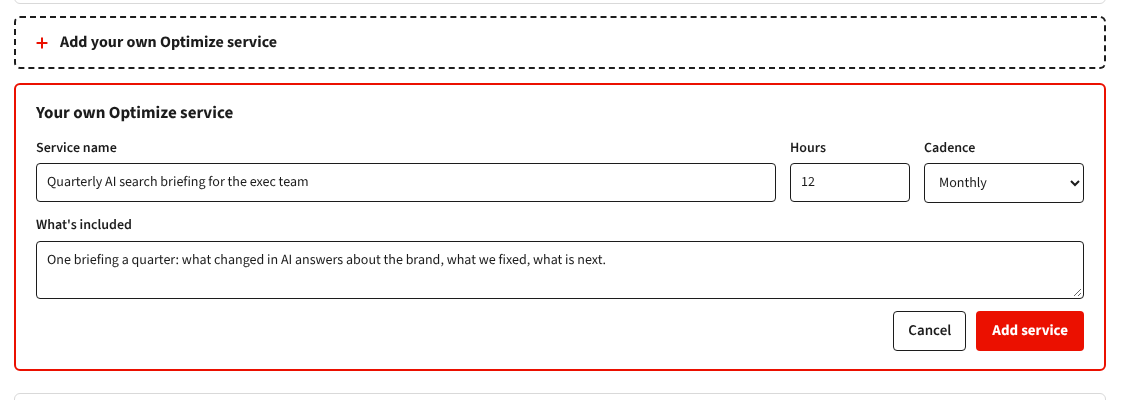 + Add your own Optimize service
Your own Optimize service
Service name
Hours
Cadence
Quarterly AI search briefing for the exec team
12
Monthly
What's included
One briefing a quarter: what changed in AI answers about the brand, what we fixed, what is next.
Cancel
Add service